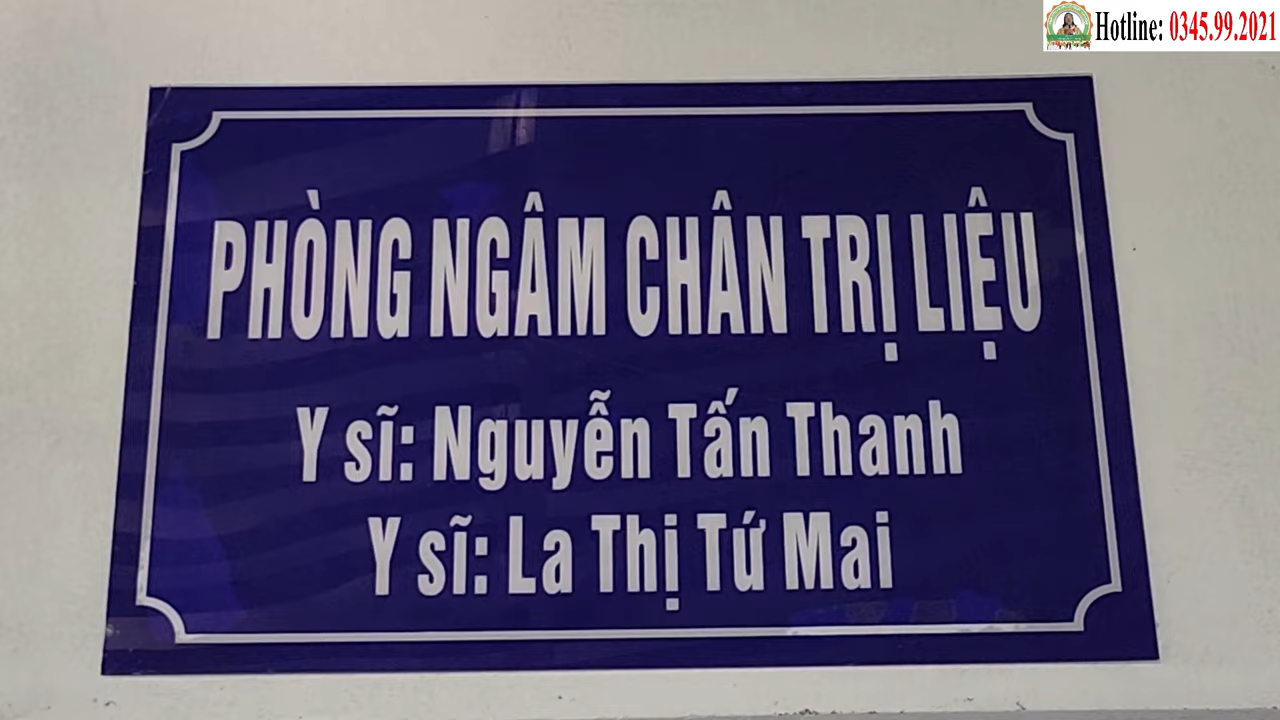 Hotline: 0345.99.2021
PHÒNG NGÂM CHÂN TRỊ LIỆU
Y sĩ: Nguyễn Tấn Thanh
Y sĩ: La Thị Tứ Mai